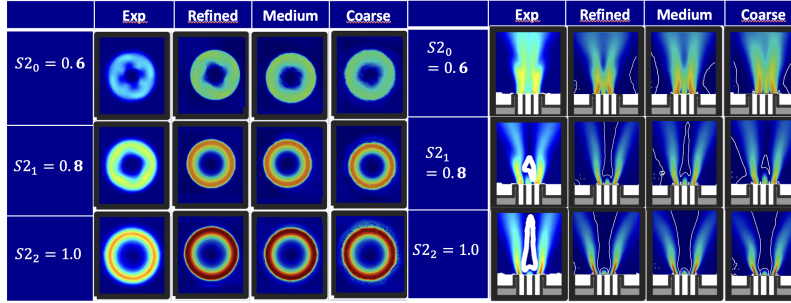 Exp Refined Medium Coarse Exp Refined Medium Coarse
S2₀ = 0.6 S2₀
= 0.6
S2₁ = 0.8 S2₁
= 0.8
S2₂ = 1.0 S2₂ = 1.0